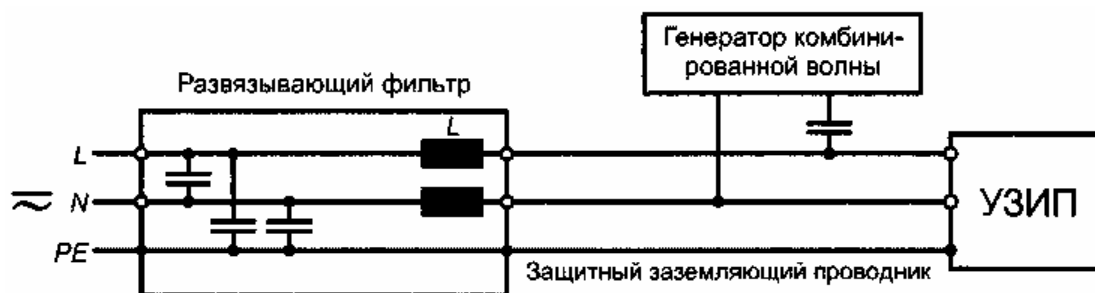 Генератор комбини-
рованной волны
Развязывающий фильтр
L
L
N
УЗИП
PE
Защитный заземляющий проводник